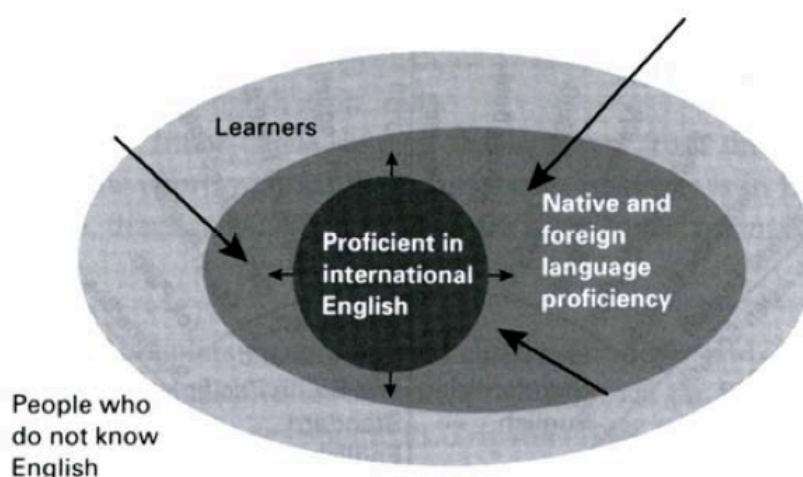 Learners
Proficient in
international
English
Native and
foreign
language
proficiency
People who
do not know
English